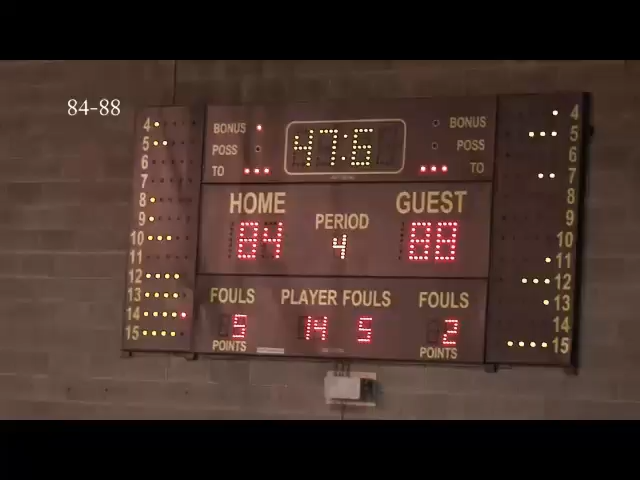 84-88
BONUS 47:6 BONUS
POSS POSS
TO TO
HOME GUEST
PERIOD
84 4 88
FOULS PLAYER FOULS FOULS
5 14 5 2
POINTS POINTS
4 4
5 5
6 6
7 7
8 8
9 9
10 10
11 11
12 12
13 13
14 14
15 15